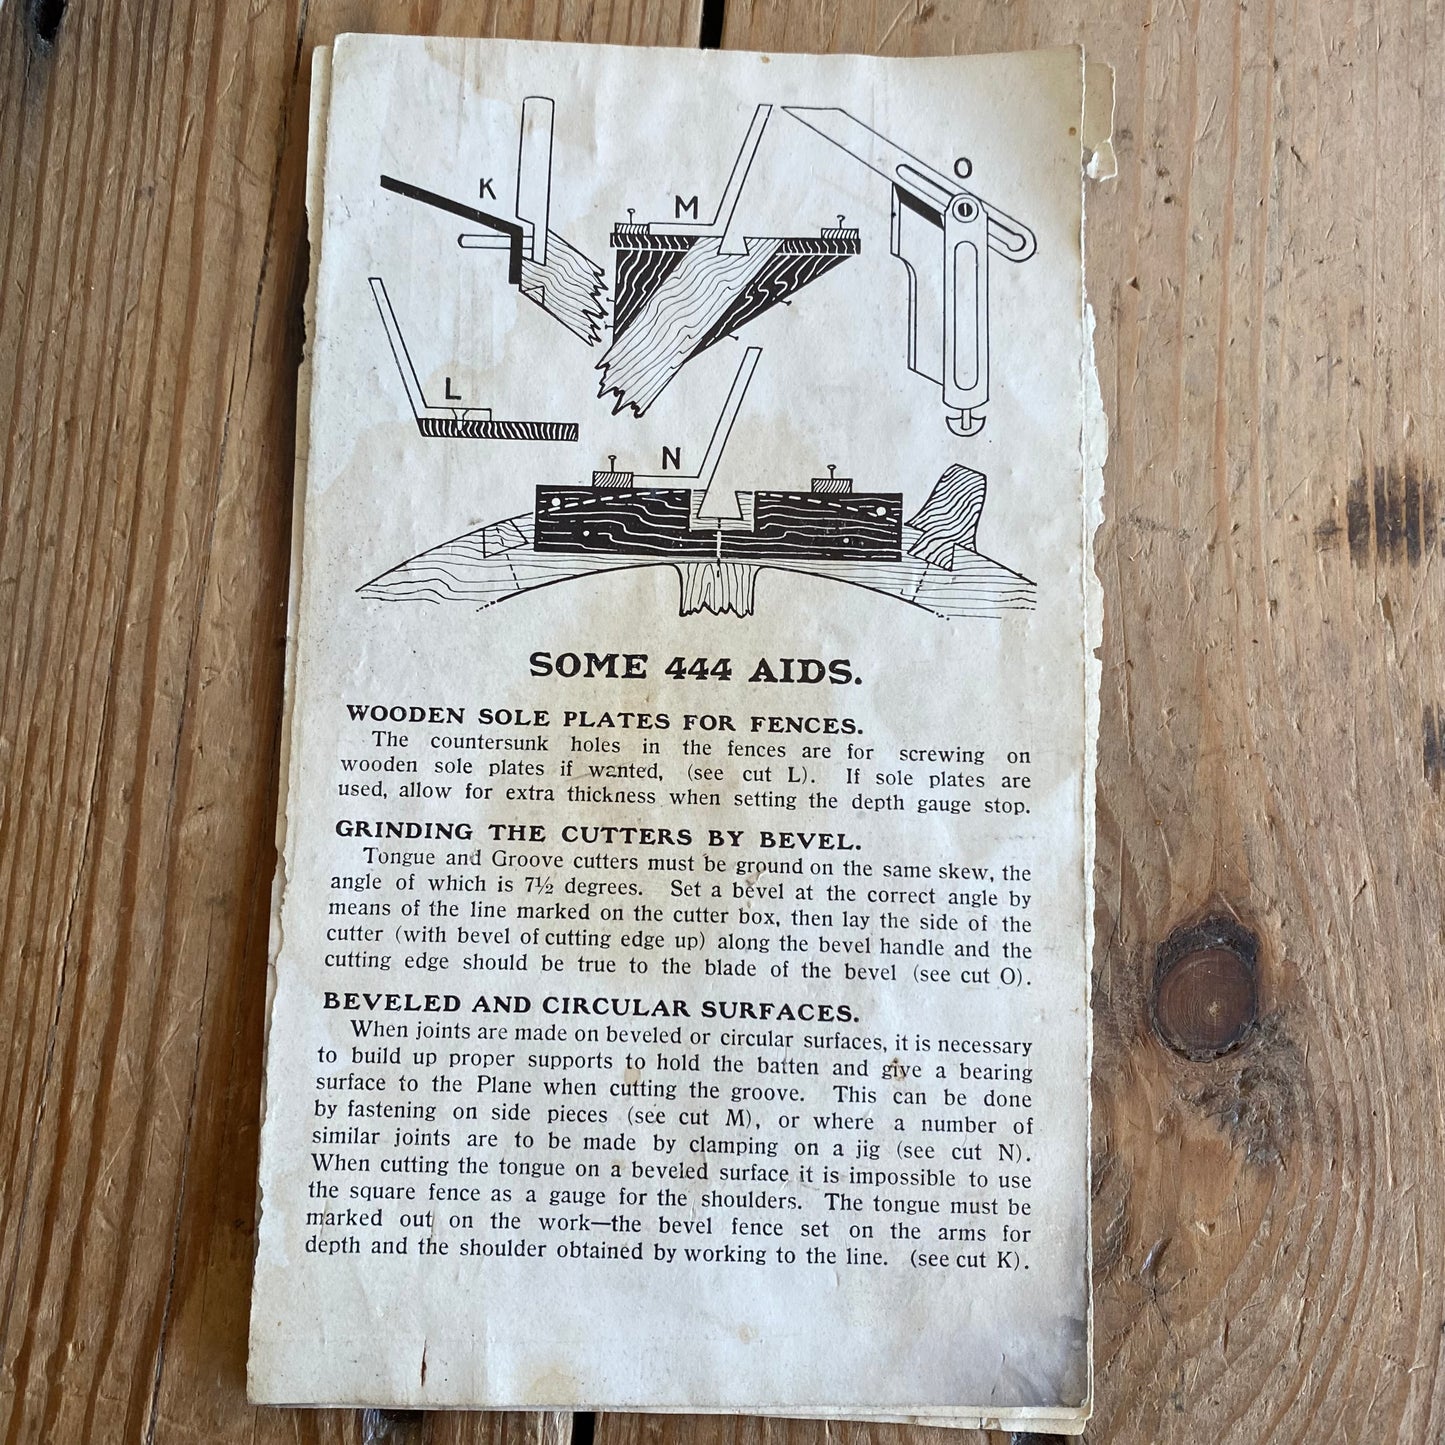 K
M
O
L
N
SOME 444 AIDS.
WOODEN SOLE PLATES FOR FENCES.
The countersunk holes in the fences are for screwing on
wooden sole plates if wanted, (see cut L). If sole plates are
used, allow for extra thickness when setting the depth gauge stop.
GRINDING THE CUTTERS BY BEVEL.
Tongue and Groove cutters must be ground on the same skew, the
angle of which is 7½ degrees. Set a bevel at the correct angle by
means of the line marked on the cutter box, then lay the side of the
cutter (with bevel of cutting edge up) along the bevel handle and the
cutting edge should be true to the blade of the bevel (see cut O).
BEVELED AND CIRCULAR SURFACES.
When joints are made on beveled or circular surfaces, it is necessary
to build up proper supports to hold the batten and give a bearing
surface to the Plane when cutting the groove. This can be done
by fastening on side pieces (see cut M), or where a number of
similar joints are to be made by clamping on a jig (see cut N).
When cutting the tongue on a beveled surface it is impossible to use
the square fence as a gauge for the shoulders. The tongue must be
marked out on the work—the bevel fence set on the arms for
depth and the shoulder obtained by working to the line. (see cut K).